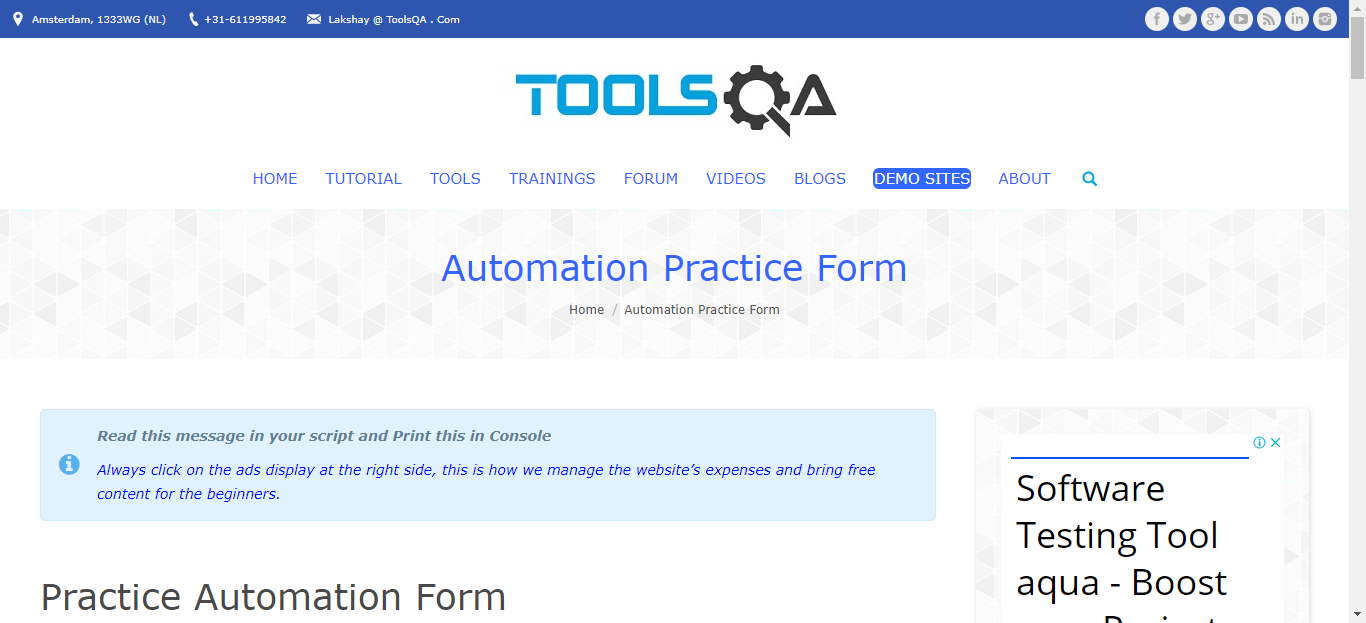 Amsterdam, 1333WG (NL) +31-611995842 Lakshay @ ToolsQA . Com
TOOLSQA
HOME TUTORIAL TOOLS TRAININGS FORUM VIDEOS BLOGS DEMO SITES ABOUT
Automation Practice Form
Home / Automation Practice Form
Read this message in your script and Print this in Console
Always click on the ads display at the right side, this is how we manage the website’s expenses and bring free
content for the beginners.
Practice Automation Form
Software
Testing Tool
aqua - Boost